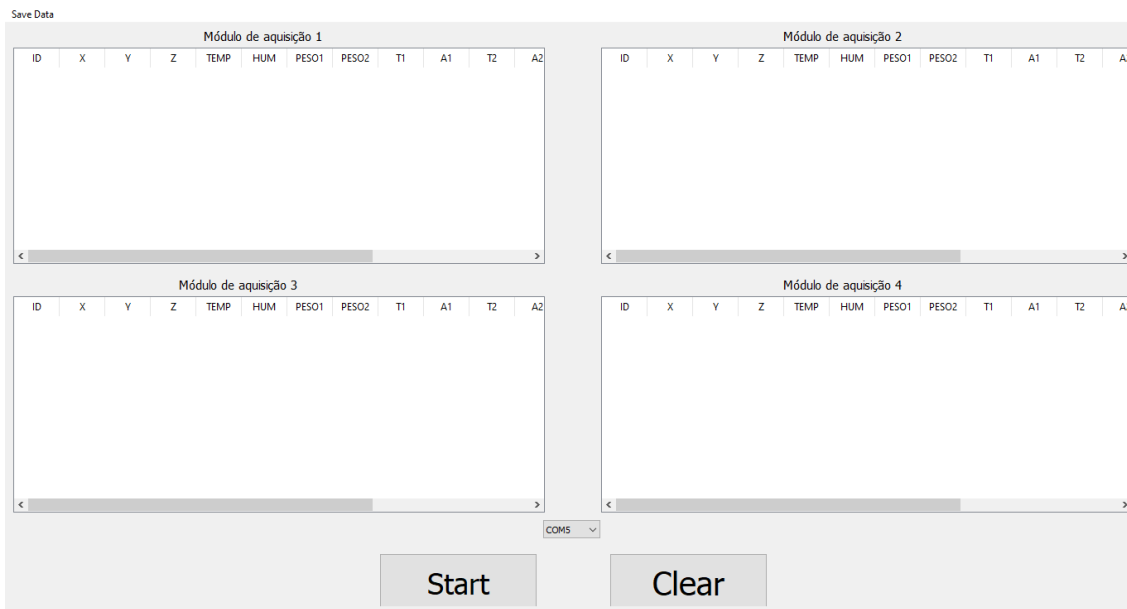 Save Data
Módulo de aquisição 1
ID X Y Z TEMP HUM PESO1 PESO2 T1 A1 T2 A2
Módulo de aquisição 2
ID X Y Z TEMP HUM PESO1 PESO2 T1 A1 T2
Módulo de aquisição 3
ID X Y Z TEMP HUM PESO1 PESO2 T1 A1 T2 A2
Módulo de aquisição 4
ID X Y Z TEMP HUM PESO1 PESO2 T1 A1 T2
COM5
Start
Clear